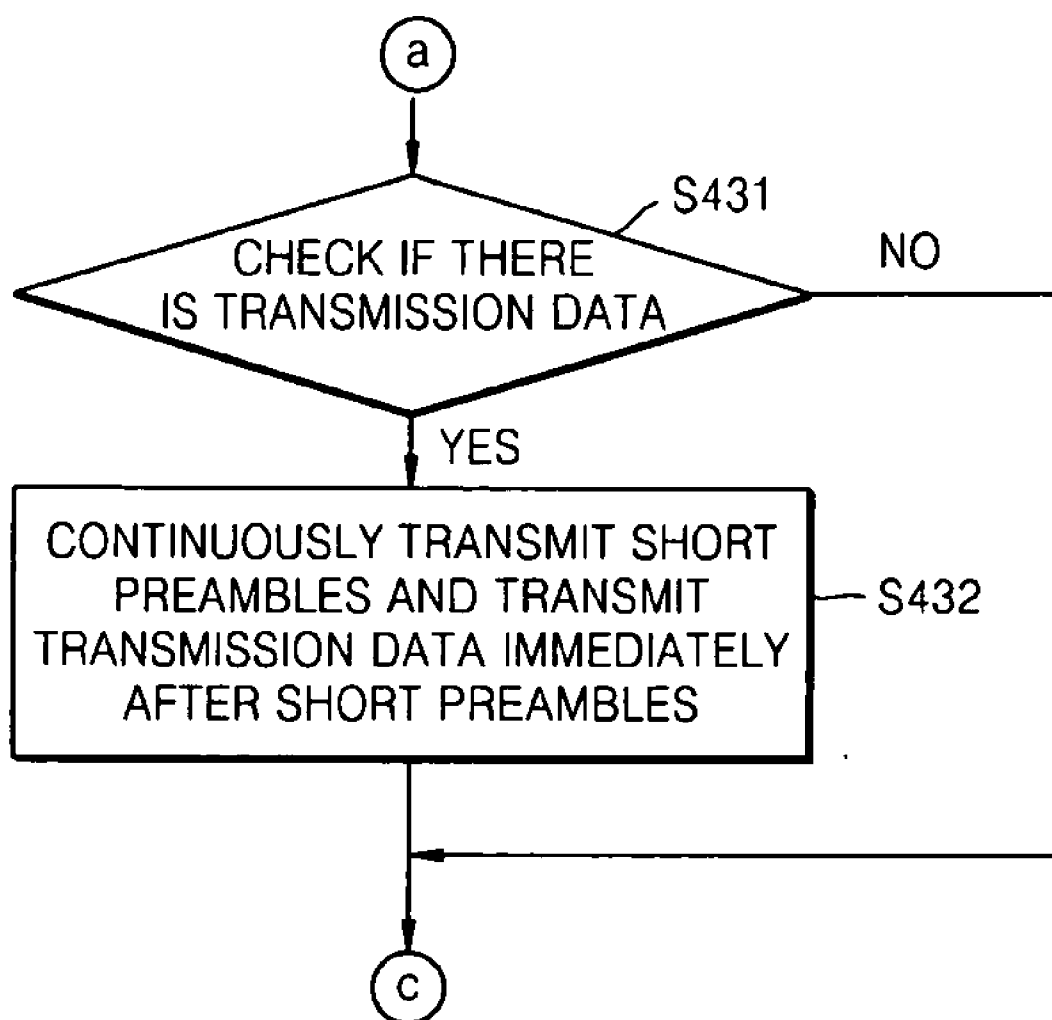 a
S431
CHECK IF THERE
IS TRANSMISSION DATA
NO
YES
CONTINUOUSLY TRANSMIT SHORT
PREAMBLES AND TRANSMIT
TRANSMISSION DATA IMMEDIATELY
AFTER SHORT PREAMBLES
S432
c